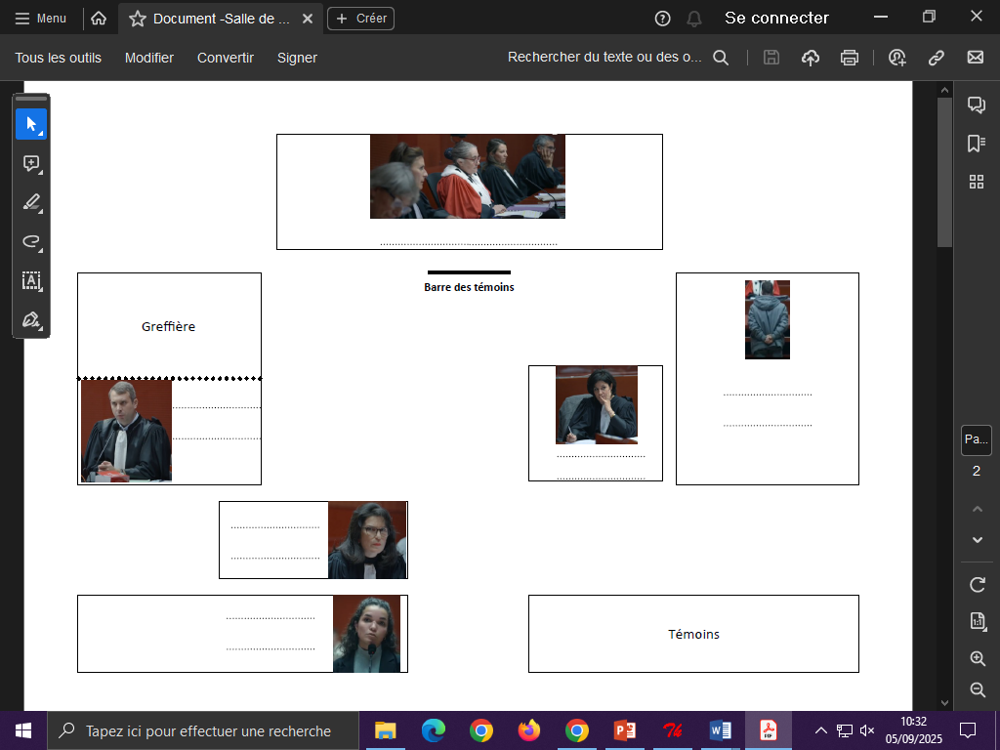 Menu
Document -Salle de ...
Créer
Se connecter
Tous les outils
Modifier
Convertir
Signer
Rechercher du texte ou des o...
Barre des témoins
Greffière
Témoins
Pa...
2
Tapez ici pour effectuer une recherche
10:32
05/09/2025